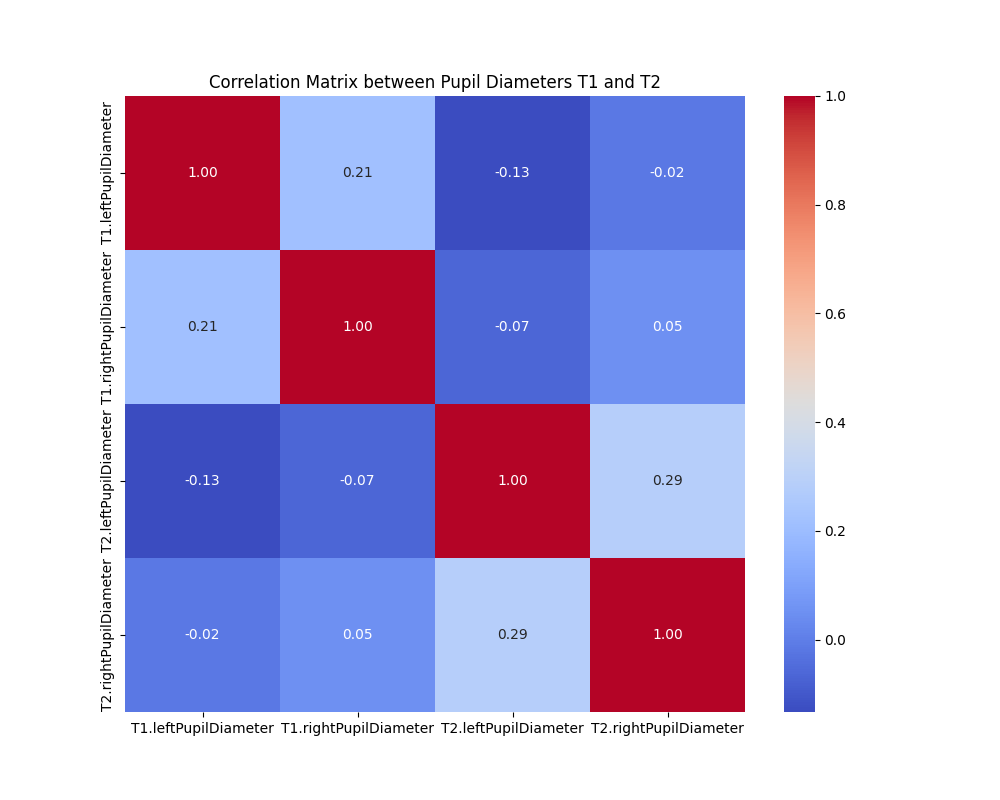 Correlation Matrix between Pupil Diameters T1 and T2
T1.leftPupilDiameter
1.00
0.21
-0.13
-0.02
T1.rightPupilDiameter
0.21
1.00
-0.07
0.05
T2.leftPupilDiameter
-0.13
-0.07
1.00
0.29
T2.rightPupilDiameter
-0.02
0.05
0.29
1.00
T1.leftPupilDiameter
T1.rightPupilDiameter
T2.leftPupilDiameter
T2.rightPupilDiameter
1.0
0.8
0.6
0.4
0.2
0.0